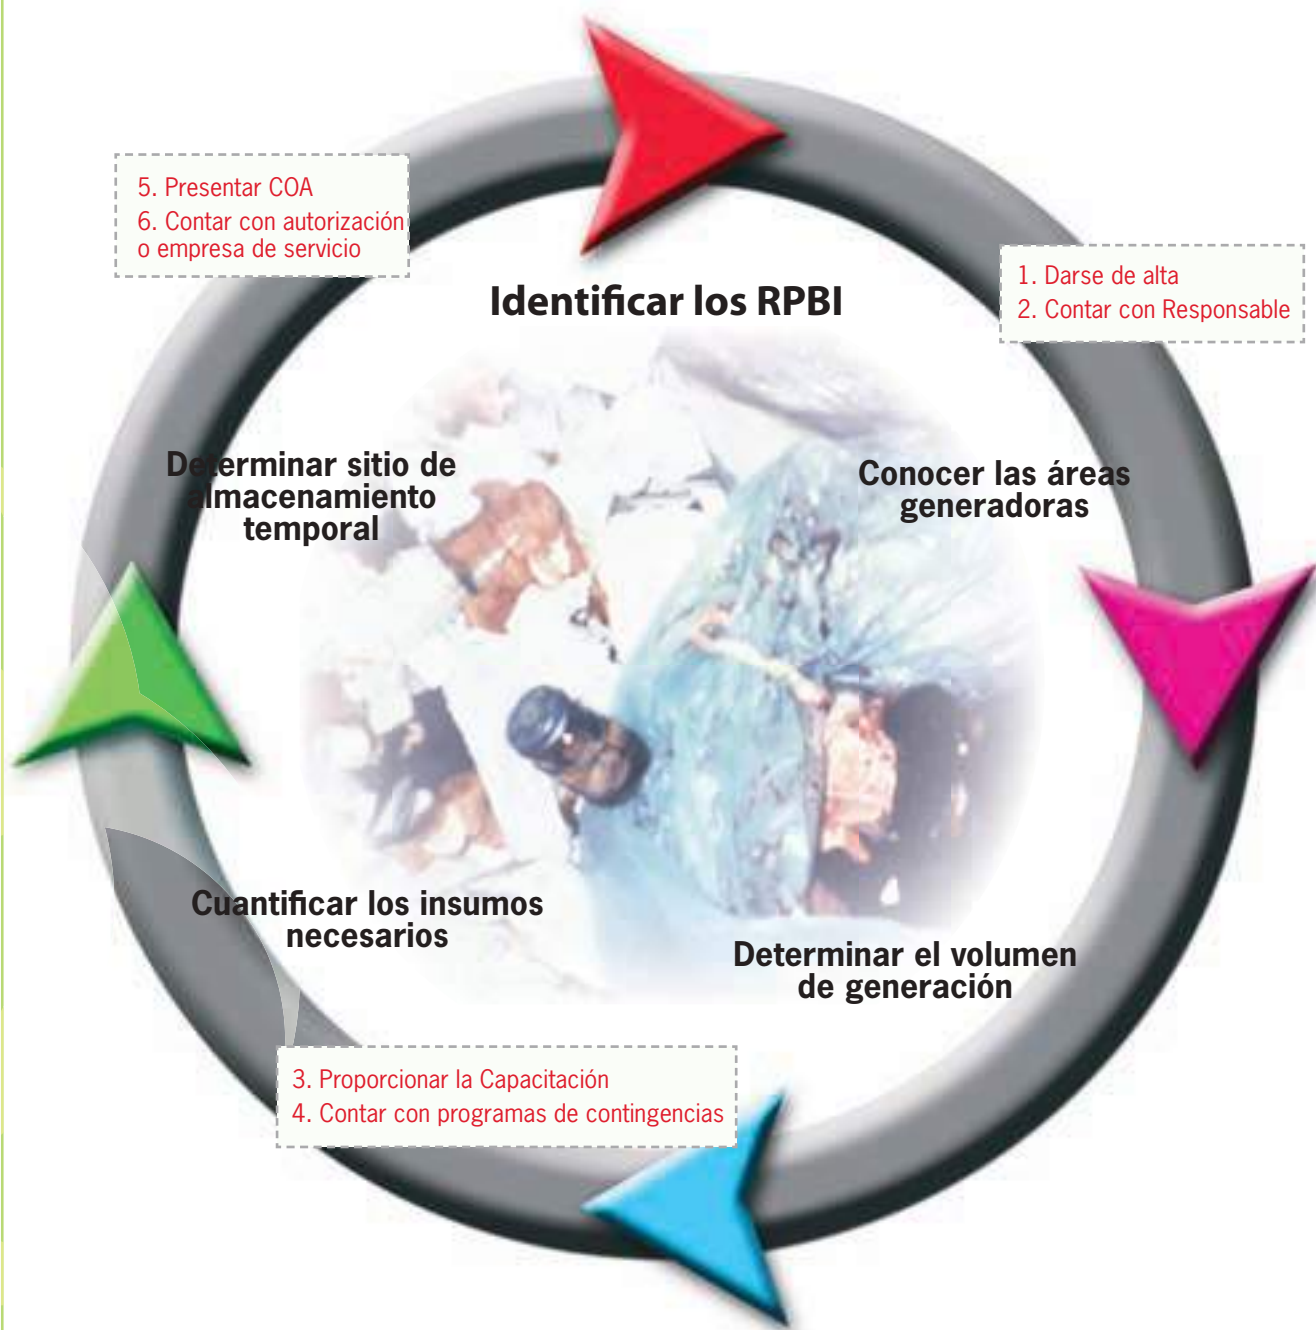 5. Presentar COA
6. Contar con autorización
o empresa de servicio
1. Darse de alta
2. Contar con Responsable
Identificar los RPBI
Determinar sitio de
almacenamiento
temporal
Conocer las áreas
generadoras
Cuantificar los insumos
necesarios
Determinar el volumen
de generación
3. Proporcionar la Capacitación
4. Contar con programas de contingencias